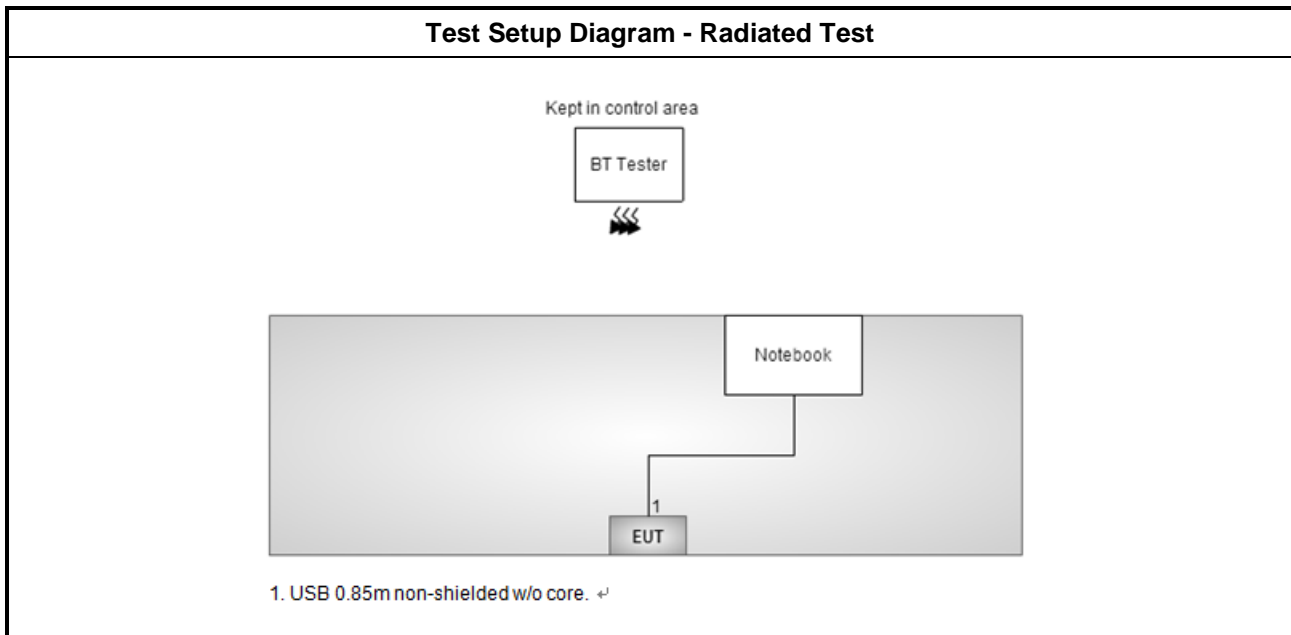 Test Setup Diagram - Radiated Test
Kept in control area
BT Tester
Notebook
1
EUT
1. USB 0.85m non-shielded w/o core. ↵